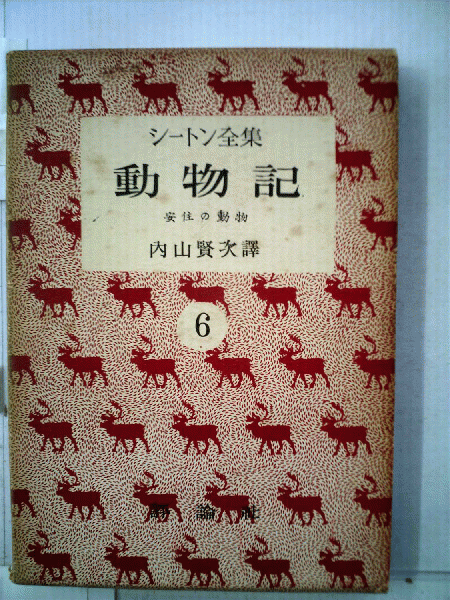 シートン全集
動物記
安住の動物
内山賢次譯
6
評論社